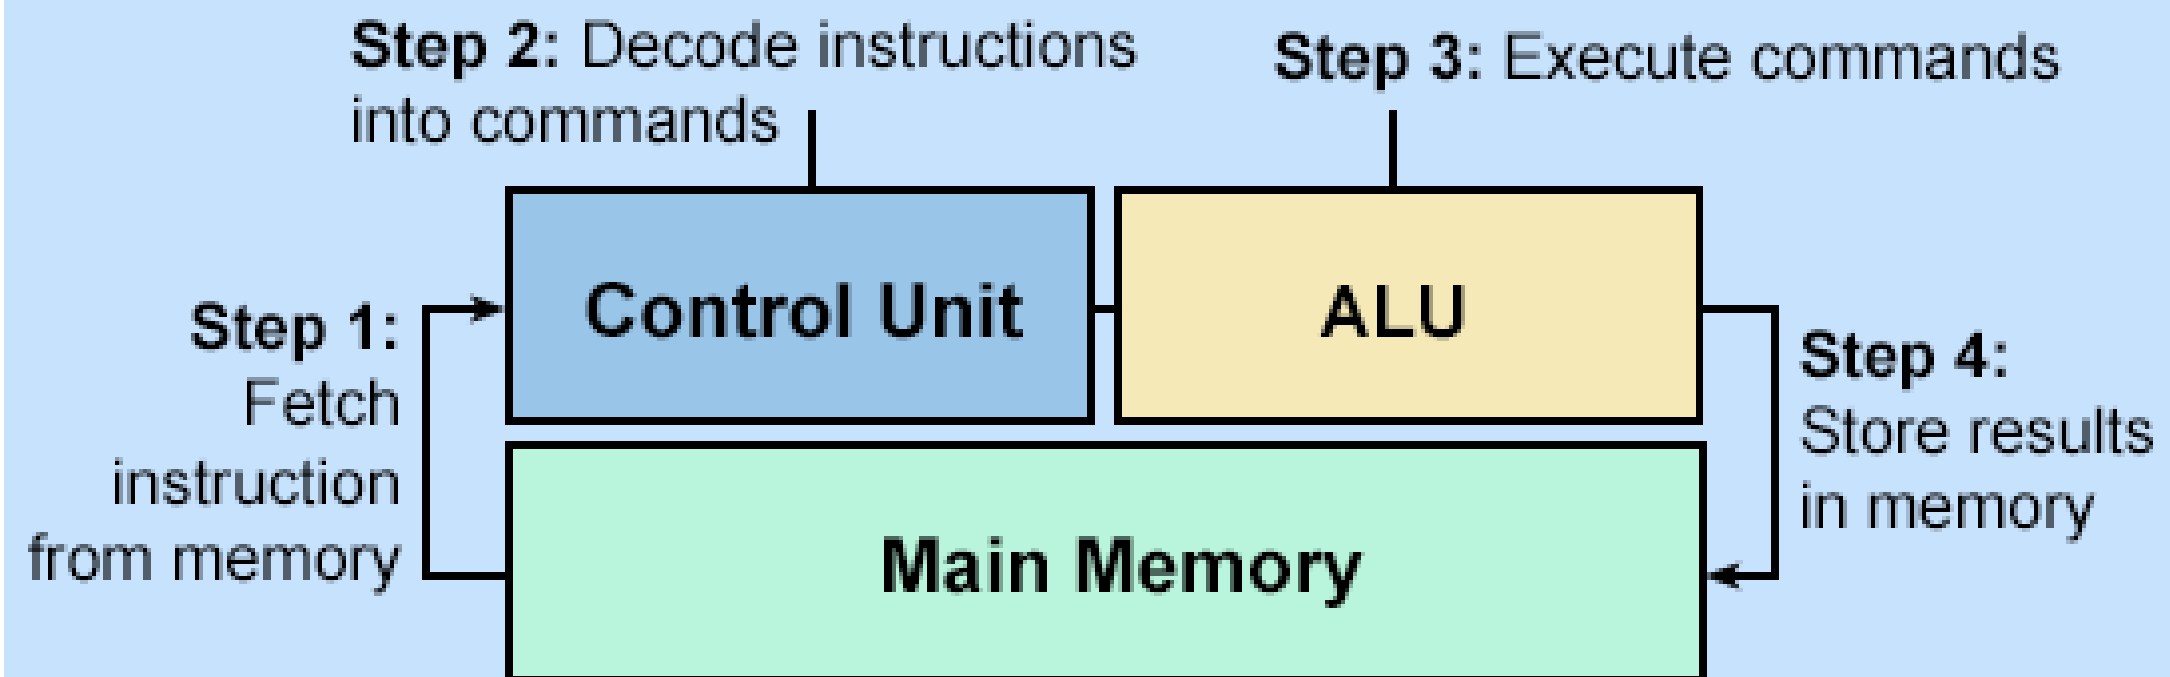 Step 2: Decode instructions
into commands
Step 3: Execute commands
Control Unit
ALU
Step 1:
Fetch
instruction
from memory
Step 4:
Store results
in memory
Main Memory